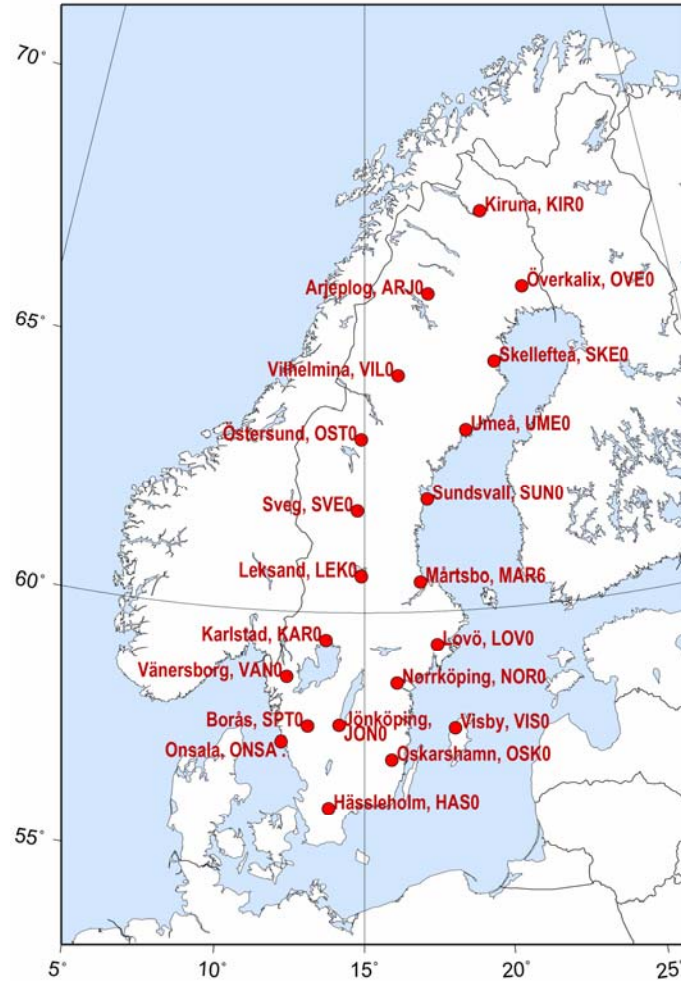 70°
Kiruna, KIR0
Arjeplog, ARJ0
Överkalix, OVE0
65°
Skellefteå, SKE0
Vilhelmina, VIL0
Umeå, UME0
Östersund, OST0
Sundsvall, SUN0
Sveg, SVE0
Leksand, LEK0
Mårtsbo, MAR6
60°
Karlstad, KAR0
Lovö, LOV0
Vänersborg, VAN0
Nørrköping, NOR0
Borås, SPT0
Jönköping,
JON0
Visby, VIS0
Onsala, ONSA .
Oskarshamn, OSK0
Hässleholm, HAS0
55°
5° 10° 15° 20° 25°